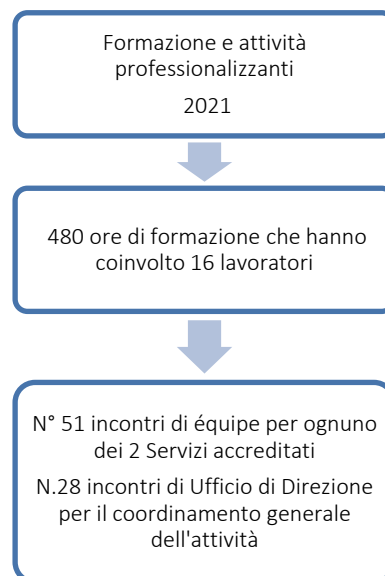 Formazione e attività
professionalizzanti
2021
480 ore di formazione che hanno
coinvolto 16 lavoratori
N° 51 incontri di équipe per ognuno
dei 2 Servizi accreditati
N.28 incontri di Ufficio di Direzione
per il coordinamento generale
dell'attività